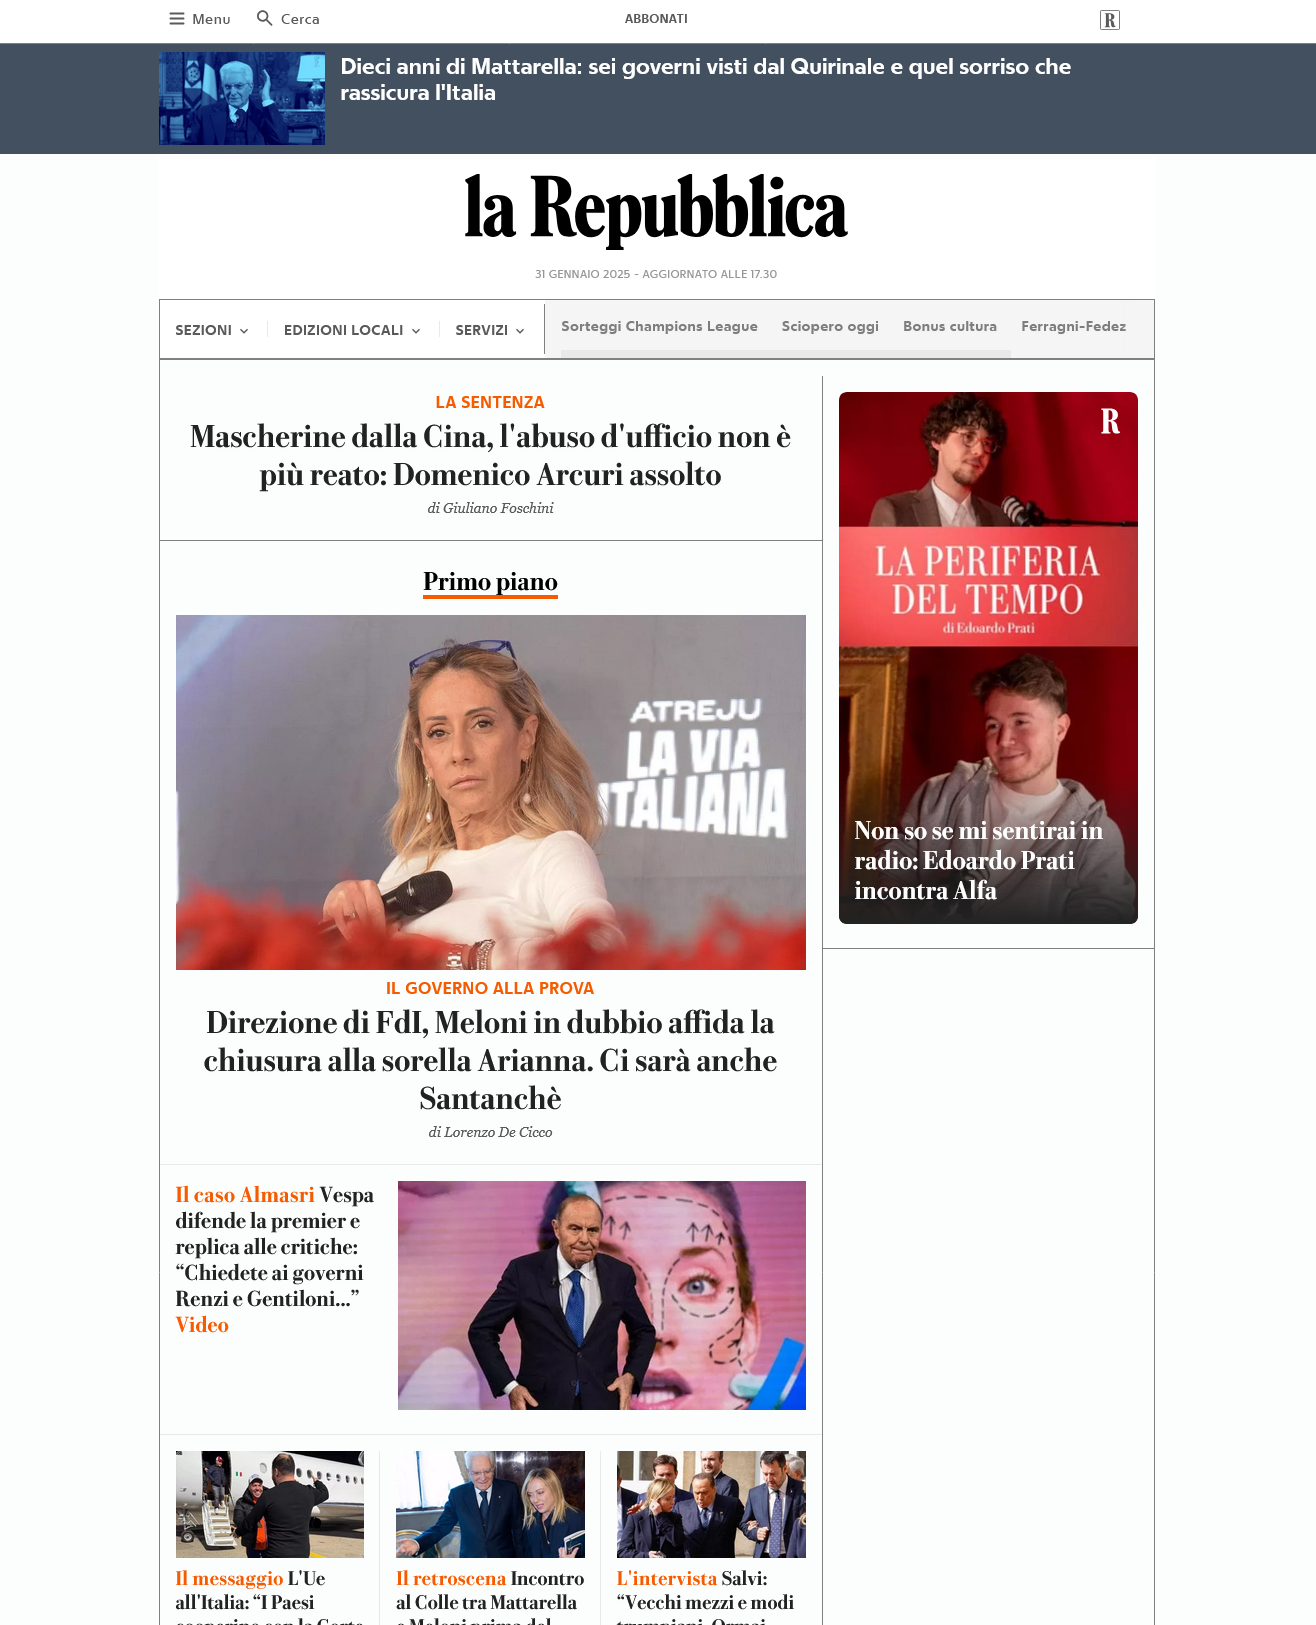 Menu
Cerca
ABBONATI
R
Dieci anni di Mattarella: sei governi visti dal Quirinale e quel sorriso che
rassicura l'Italia
la Repubblica
31 GENNAIO 2025 - AGGIORNATO ALLE 17.30
SEZIONI
EDIZIONI LOCALI
SERVIZI
Sorteggi Champions League
Sciopero oggi
Bonus cultura
Ferragni-Fedez
LA SENTENZA
Mascherine dalla Cina, l'abuso d'ufficio non è
più reato: Domenico Arcuri assolto
di Giuliano Foschini
Primo piano
ATREJU
LA VIA
ITALIANA
IL GOVERNO ALLA PROVA
Direzione di FdI, Meloni in dubbio affida la
chiusura alla sorella Arianna. Ci sarà anche
Santanchè
di Lorenzo De Cicco
R
LA PERIFERIA
DEL TEMPO
di Edoardo Prati
Non so se mi sentirai in
radio: Edoardo Prati
incontra Alfa
Il caso Almasri Vespa
difende la premier e
replica alle critiche:
“Chiedete ai governi
Renzi e Gentiloni...”
Video
Il messaggio L'Ue
all'Italia: “I Paesi
Il retroscena Incontro
al Colle tra Mattarella
L'intervista Salvi:
“Vecchi mezzi e modi